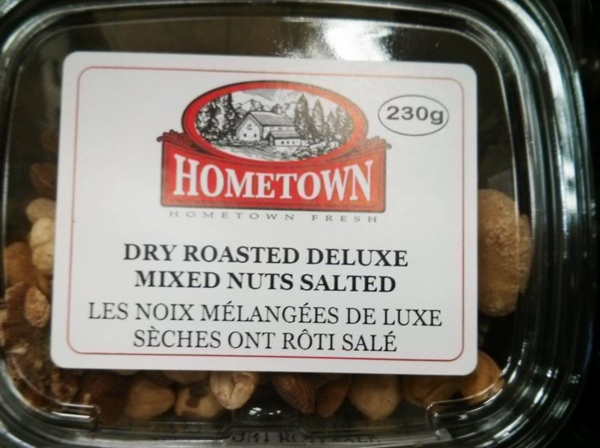 230g
HOMETOWN
HOMETOWN FRESH
DRY ROASTED DELUXE
MIXED NUTS SALTED
LES NOIX MÉLANGÉES DE LUXE
SÈCHES ONT RÔTI SALÉ